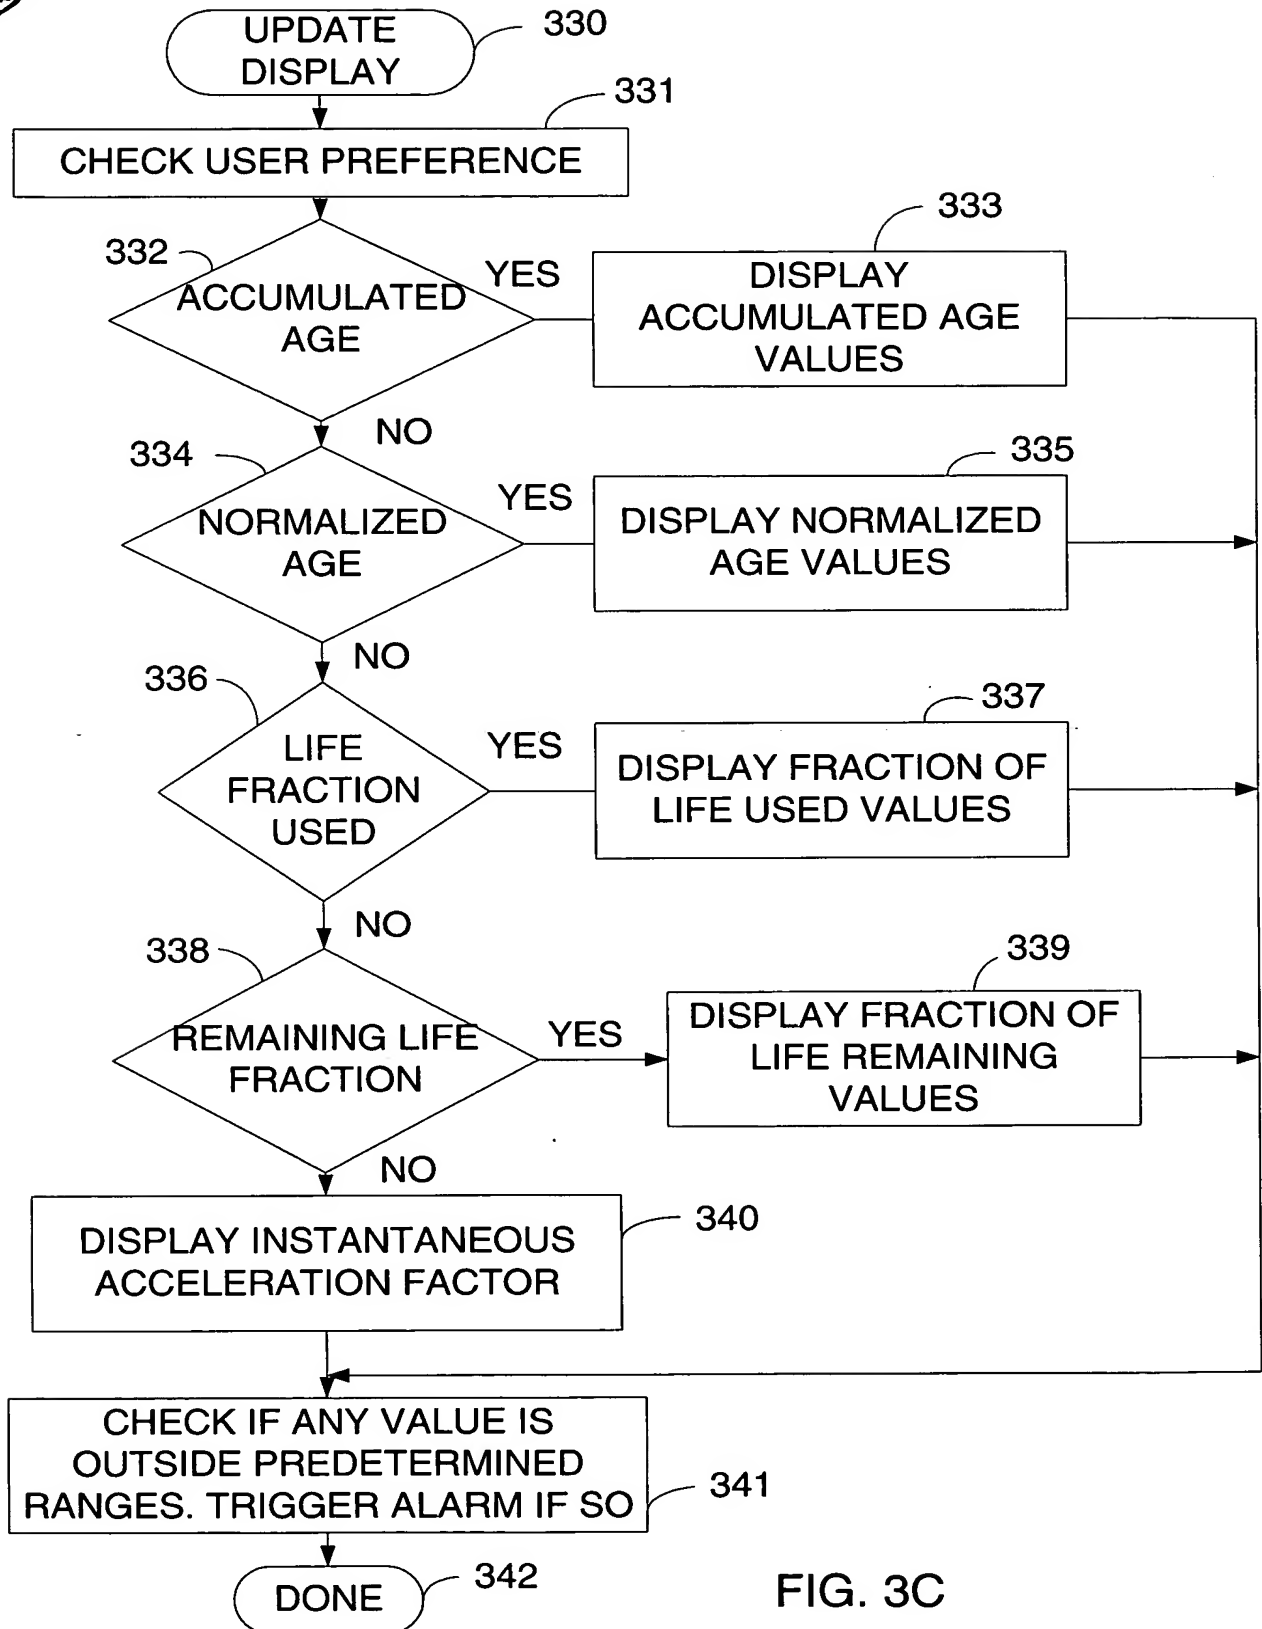 UPDATE
DISPLAY
330
331
CHECK USER PREFERENCE
332
ACCUMULATED
AGE
YES
333
DISPLAY
ACCUMULATED AGE
VALUES
NO
334
NORMALIZED
AGE
YES
335
DISPLAY NORMALIZED
AGE VALUES
NO
336
LIFE
FRACTION
USED
YES
337
DISPLAY FRACTION OF
LIFE USED VALUES
NO
338
REMAINING LIFE
FRACTION
YES
339
DISPLAY FRACTION OF
LIFE REMAINING
VALUES
NO
DISPLAY INSTANTANEOUS
ACCELERATION FACTOR
340
CHECK IF ANY VALUE IS
OUTSIDE PREDETERMINED
RANGES. TRIGGER ALARM IF SO
341
DONE
342
FIG. 3C